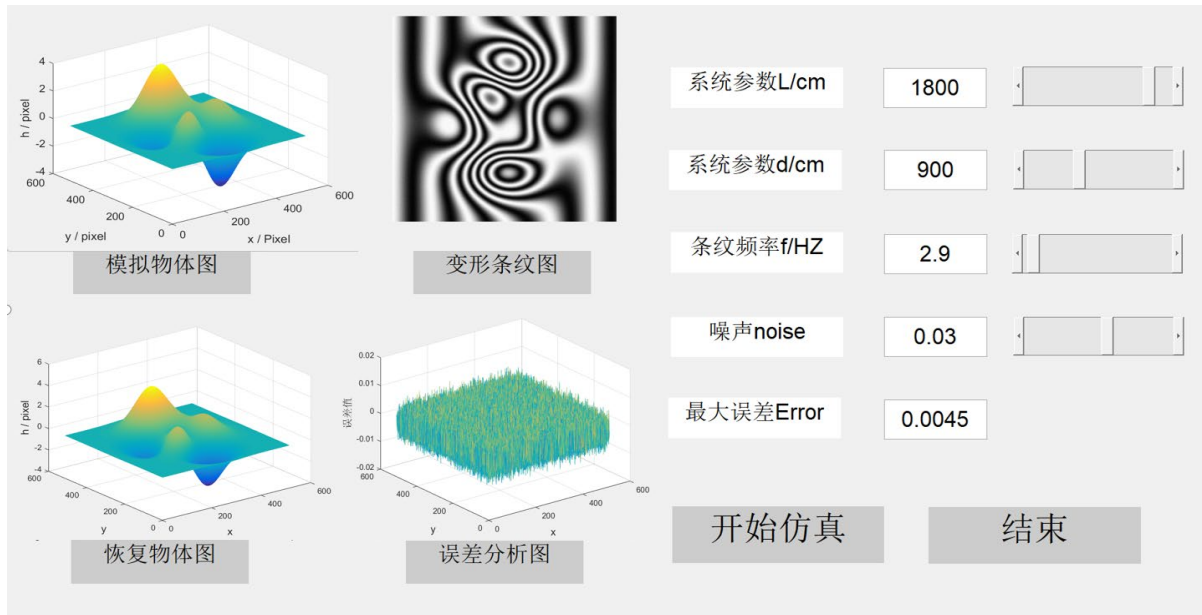 4
2
0
-2
-4
h / pixel
600
400
200
0
y / pixel
0
200
400
600
x / Pixel
模拟物体图
变形条纹图
6
4
2
0
-2
-4
h / pixel
600
400
200
0
y
0
200
400
600
x
恢复物体图
0.02
0.01
0
-0.01
-0.02
误差值
600
400
200
0
y
0
200
400
600
x
误差分析图
系统参数L/cm 1800
系统参数d/cm 900
条纹频率f/HZ 2.9
噪声noise 0.03
最大误差Error 0.0045
开始仿真
结束